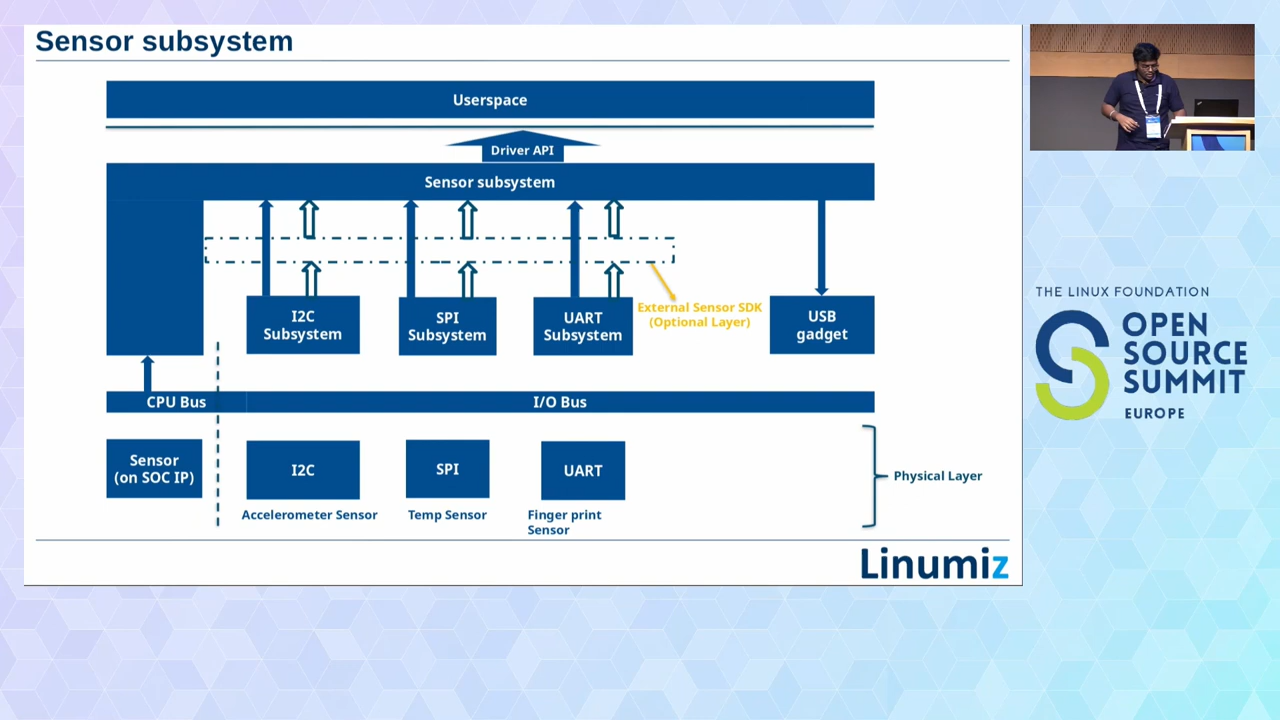 Sensor subsystem
Userspace
Driver API
Sensor subsystem
I2C
Subsystem
SPI
Subsystem
UART
Subsystem
External Sensor SDK
(Optional Layer)
USB
gadget
CPU Bus
I/O Bus
Sensor
(on SOC IP)
I2C
SPI
UART
Physical Layer
Accelerometer Sensor
Temp Sensor
Finger print
Sensor
Linumiz
THE LINUX FOUNDATION
OPEN
SOURCE
SUMMIT
EUROPE